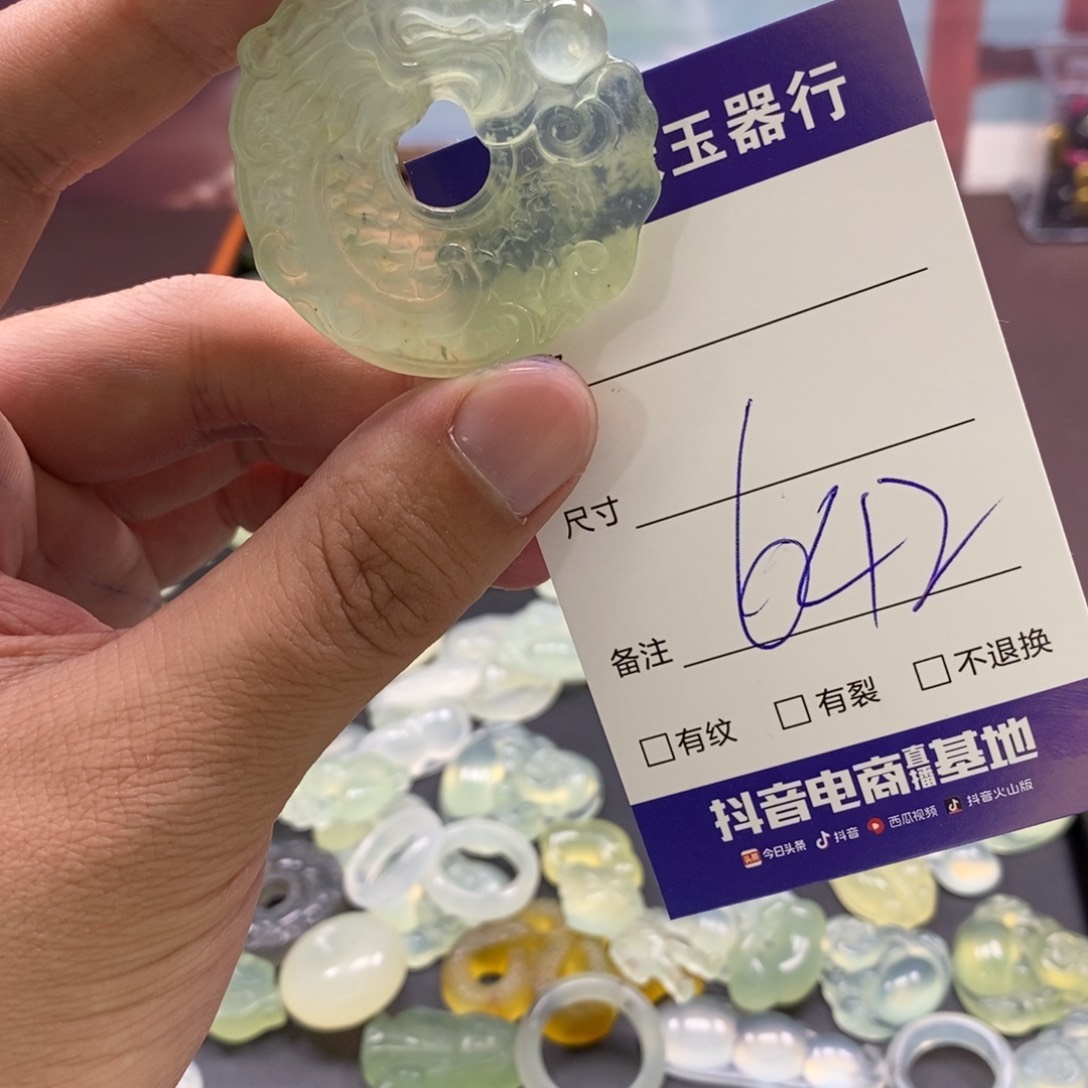 玉器行
尺寸
642
备注
□有纹 □有裂 □不退换
抖音电商直播基地
头条 今日头条 抖音 西瓜视频 抖音火山版